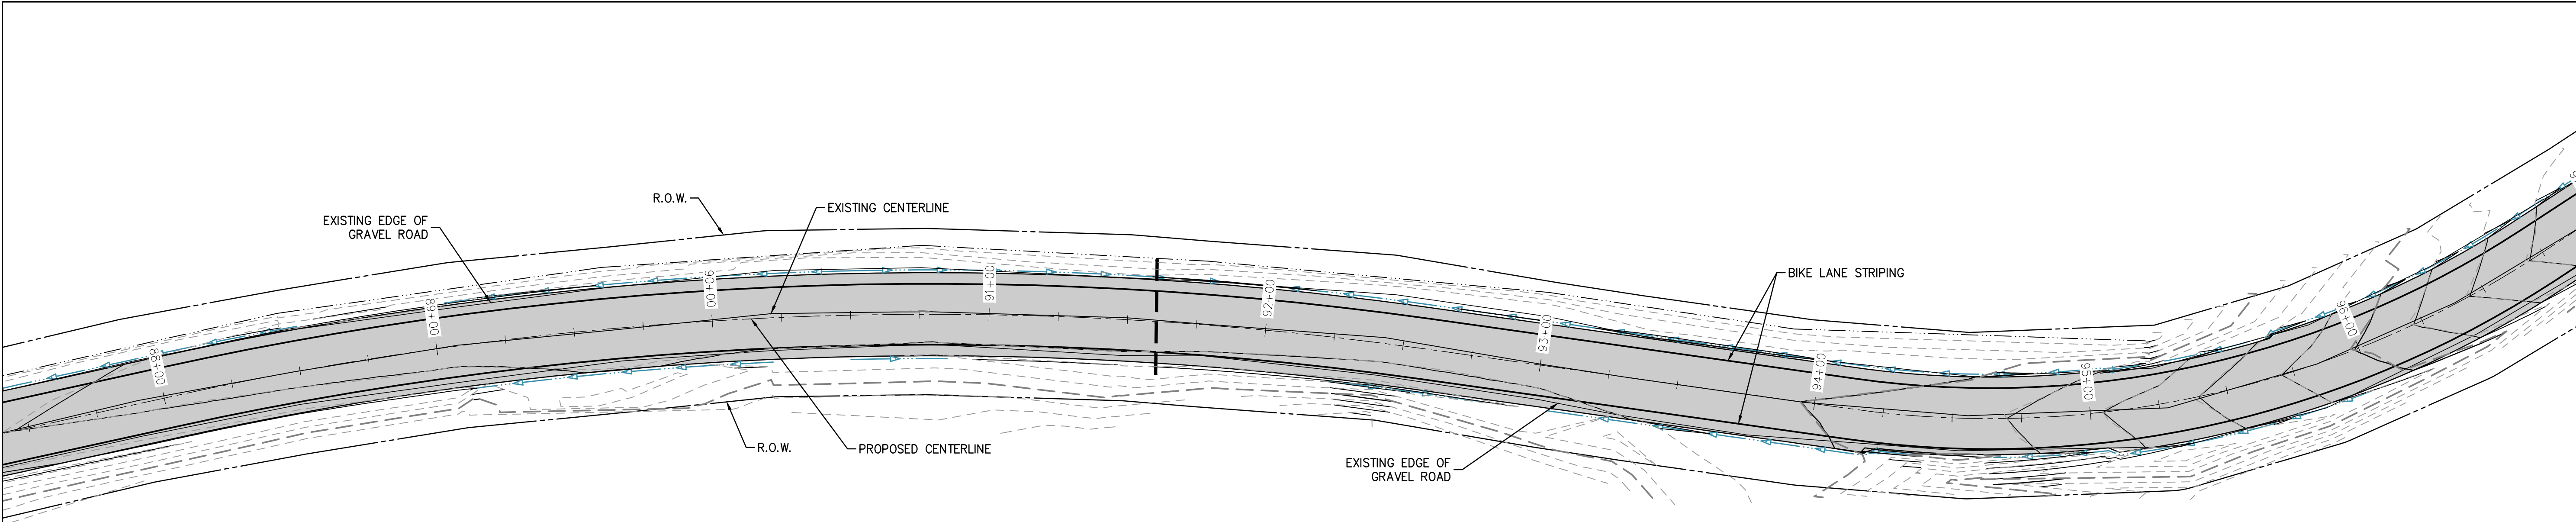 R.O.W.
EXISTING CENTERLINE
EXISTING EDGE OF
GRAVEL ROAD
BIKE LANE STRIPING
88+00
89+00
90+00
91+00
92+00
93+00
94+00
95+00
96+00
R.O.W.
PROPOSED CENTERLINE
EXISTING EDGE OF
GRAVEL ROAD